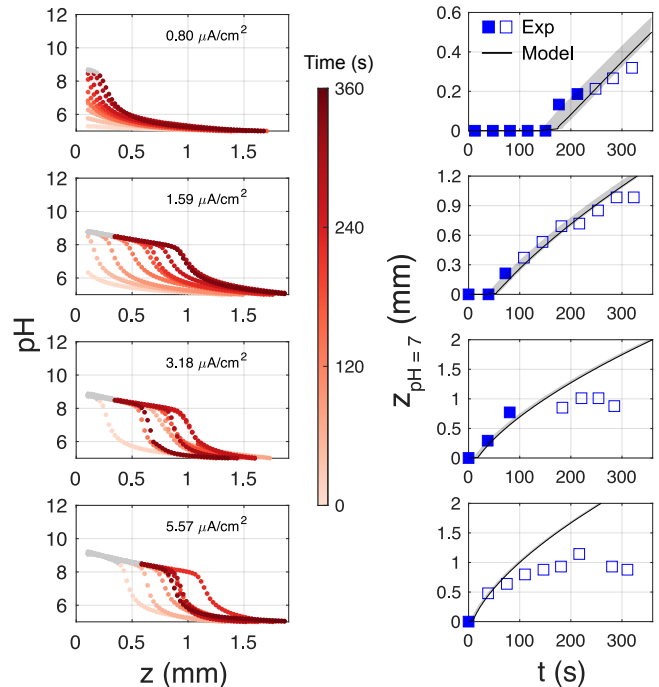 0.80 μA/cm²
12
10
8
6
0 0.5 1 1.5
1.59 μA/cm²
12
10
8
6
0 0.5 1 1.5
3.18 μA/cm²
12
10
8
6
0 0.5 1 1.5
5.57 μA/cm²
12
10
8
6
0 0.5 1 1.5
pH
z (mm)
Time (s)
360
240
120
0
Exp
Model
0.6
0.4
0.2
0
0 100 200 300
1.2
0.9
0.6
0.3
0
0 100 200 300
2
1.5
1
0.5
0
0 100 200 300
2
1.5
1
0.5
0
0 100 200 300
z pH = 7 (mm)
t (s)